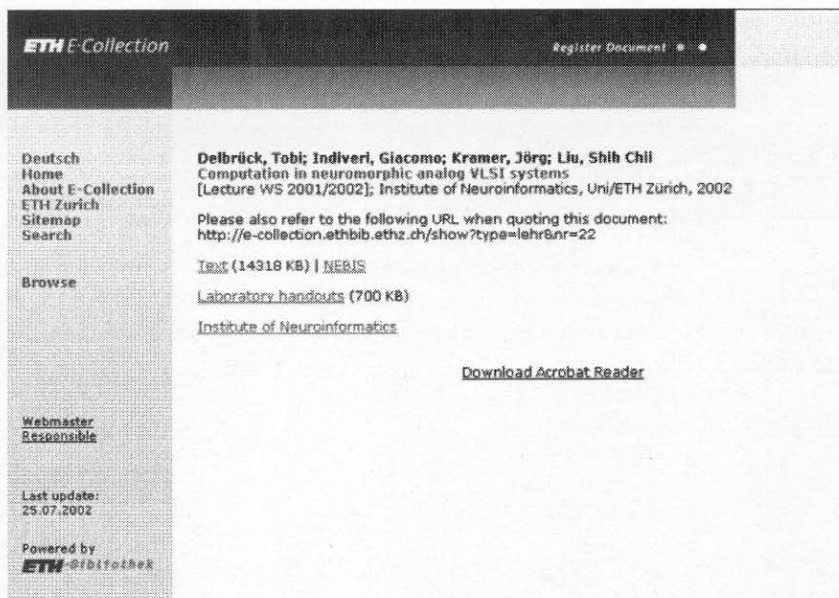 ETH E-Collection
Register Document
Deutsch
Home
About E-Collection
ETH Zurich
Sitemap
Search
Browse
Webmaster
Responsible
Last update:
25.07.2002
Powered by
ETH-Bibliothek
Delbrück, Tobi; Indiveri, Giacomo; Kramer, Jörg; Liu, Shih Chii
Computation in neuromorphic analog VLSI systems
[Lecture WS 2001/2002]; Institute of Neuroinformatics, Uni/ETH Zürich, 2002
Please also refer to the following URL when quoting this document:
http://e-collection.ethbib.ethz.ch/show?type=lehr&nr=22
Text (14318 KB) | NEBIS
Laboratory handouts (700 KB)
Institute of Neuroinformatics
Download Acrobat Reader